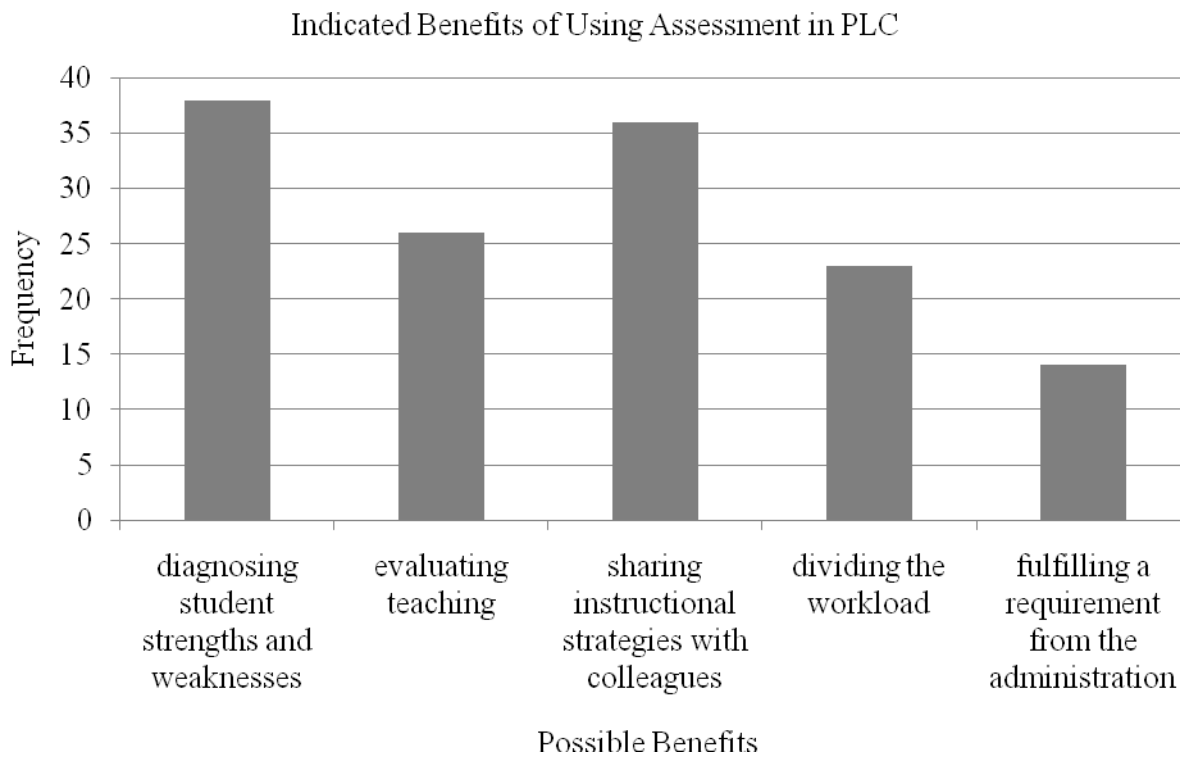 Indicated Benefits of Using Assessment in PLC
40
35
30
25
20
15
10
5
0
Frequency
diagnosing
student
strengths and
weaknesses
evaluating
teaching
sharing
instructional
strategies with
colleagues
dividing the
workload
fulfilling a
requirement
from the
administration
Possible Benefits